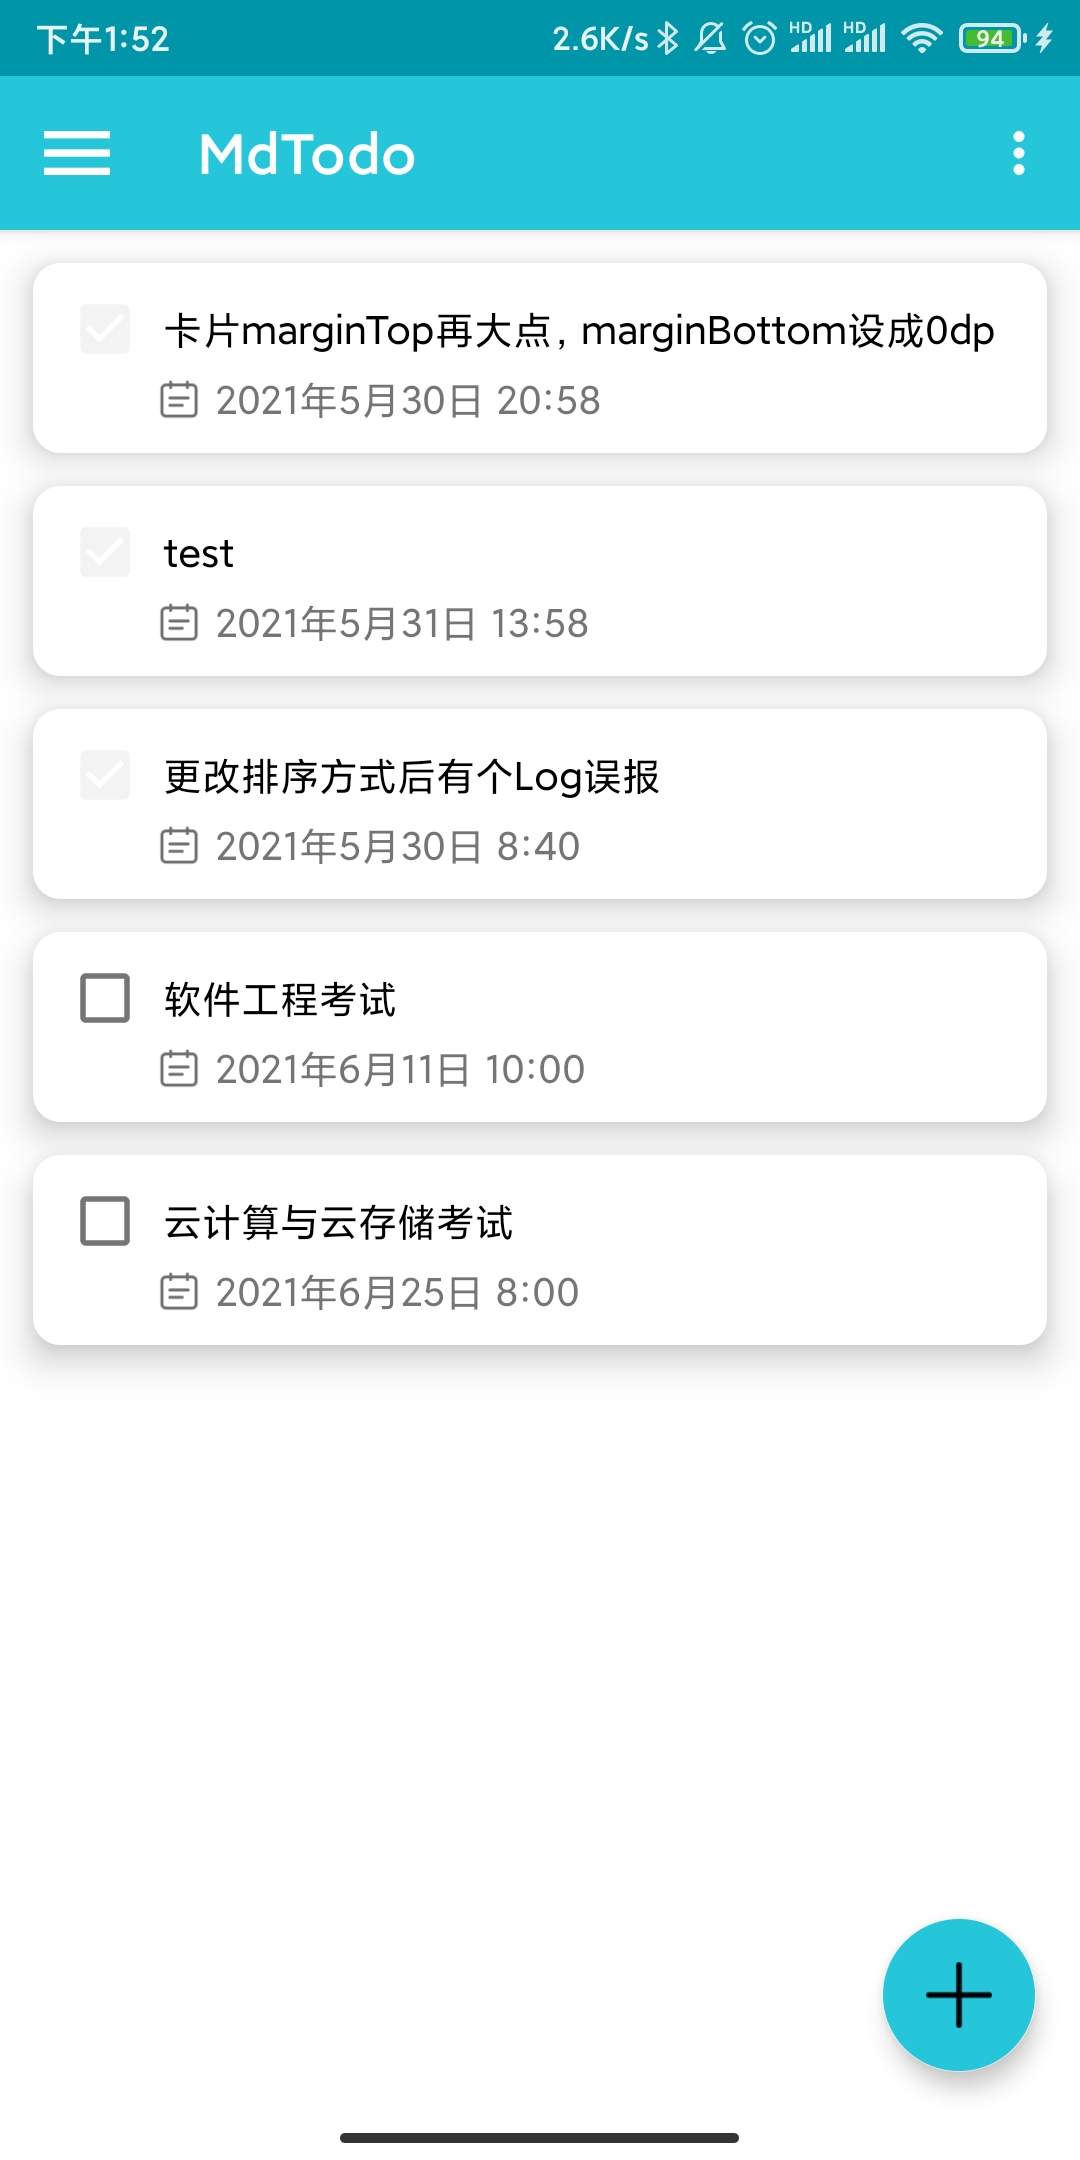 下午1:52 2.6K/s HD HD 94
MdTodo
卡片marginTop再大点，marginBottom设成0dp
2021年5月30日 20:58
test
2021年5月31日 13:58
更改排序方式后有个Log误报
2021年5月30日 8:40
软件工程考试
2021年6月11日 10:00
云计算与云存储考试
2021年6月25日 8:00